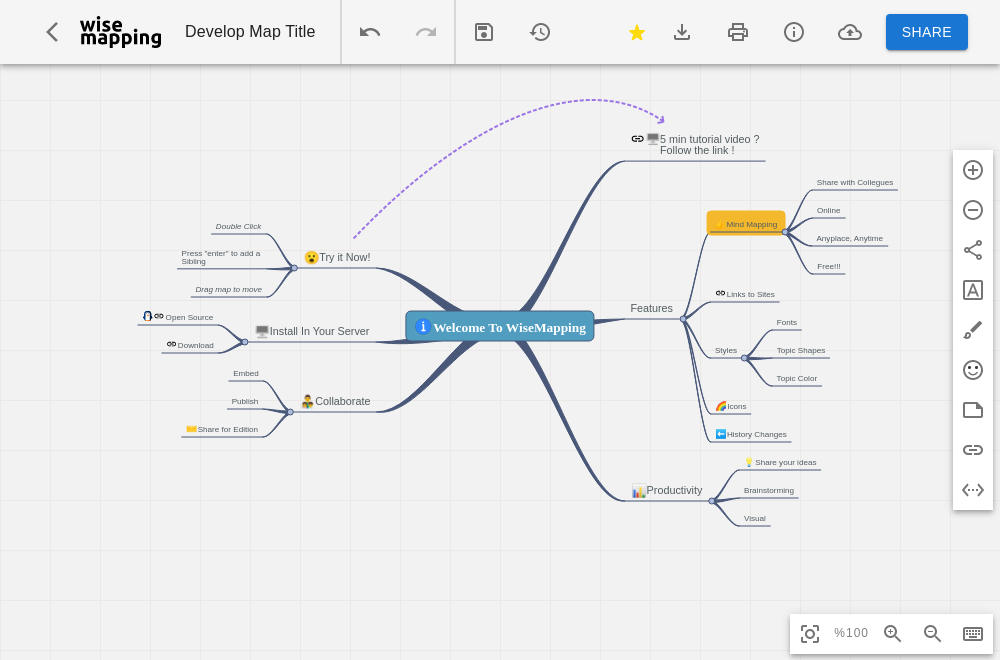 wise
mapping
Develop Map Title
SHARE
5 min tutorial video ?
Follow the link !
Share with Collegues
Mind Mapping
Online
Anyplace, Anytime
Free!!!
Double Click
Press "enter" to add a
Sibling
Try it Now!
Drag map to move
Links to Sites
Features
Open Source
Install In Your Server
Welcome To WiseMapping
Download
Fonts
Styles
Topic Shapes
Topic Color
Embed
Publish
Collaborate
Share for Edition
Icons
History Changes
Share your ideas
Productivity
Brainstorming
Visual
%100